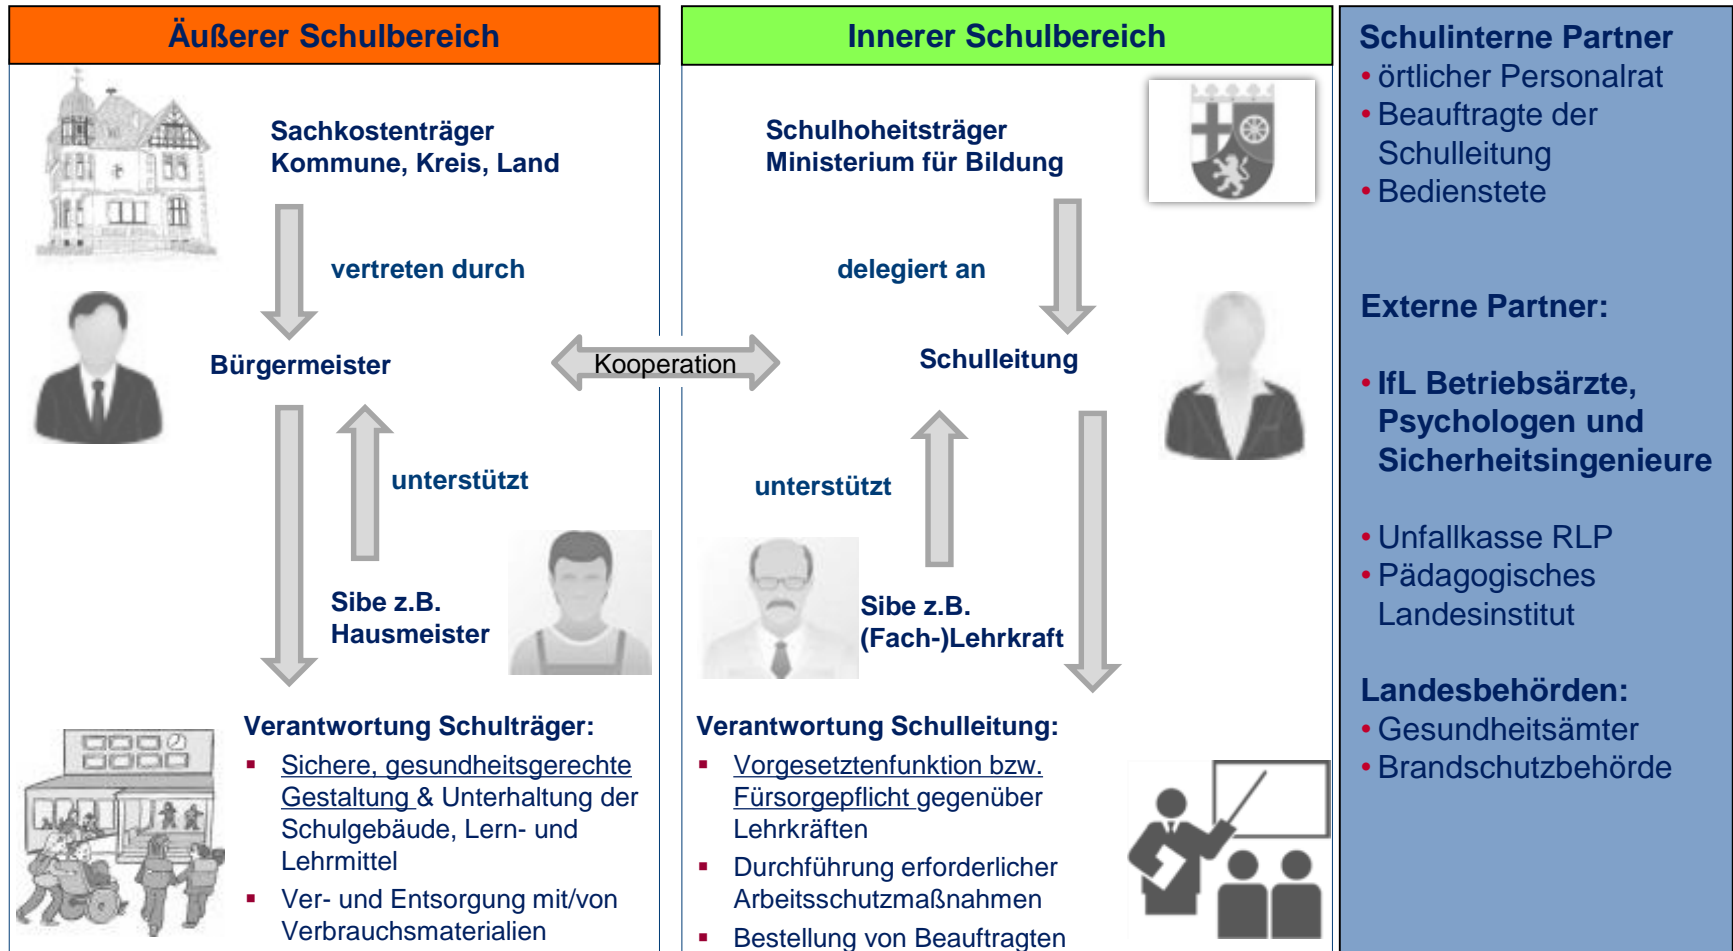 Äußerer Schulbereich
Sachkostenträger
Kommune, Kreis, Land
vertreten durch
Bürgermeister
unterstützt
Sibe z.B.
Hausmeister
Verantwortung Schulträger:
▪ Sichere, gesundheitsgerechte
Gestaltung & Unterhaltung der
Schulgebäude, Lern- und
Lehrmittel
▪ Ver- und Entsorgung mit/von
Verbrauchsmaterialien
Kooperation
Innerer Schulbereich
Schulhoheitsträger
Ministerium für Bildung
delegiert an
Schulleitung
unterstützt
Sibe z.B.
(Fach-)Lehrkraft
Verantwortung Schulleitung:
▪ Vorgesetztenfunktion bzw.
Fürsorgepflicht gegenüber
Lehrkräften
▪ Durchführung erforderlicher
Arbeitsschutzmaßnahmen
▪ Bestellung von Beauftragten
Schulinterne Partner
• örtlicher Personalrat
• Beauftragte der
Schulleitung
• Bedienstete
Externe Partner:
• IfL Betriebsärzte,
Psychologen und
Sicherheitsingenieure
• Unfallkasse RLP
• Pädagogisches
Landesinstitut
Landesbehörden:
• Gesundheitsämter
• Brandschutzbehörde